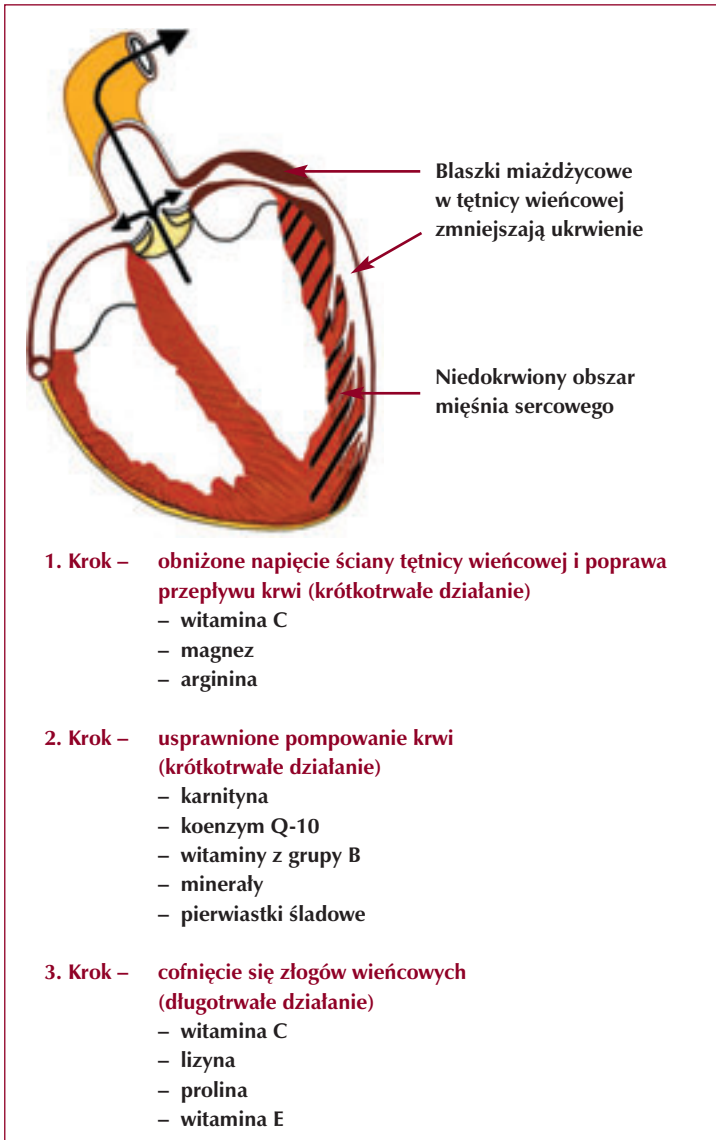 Blaszki miażdżycowe
w tętnicy wieńcowej
zmniejszają ukrwienie
Niedokrwiony obszar
mięśnia sercowego
1. Krok – obniżone napięcie ściany tętnicy wieńcowej i poprawa
przepływu krwi (krótkotrwałe działanie)
– witamina C
– magnez
– arginina
2. Krok – usprawnione pompowanie krwi
(krótkotrwałe działanie)
– karnityna
– koenzym Q-10
– witaminy z grupy B
– minerały
– pierwiastki śladowe
3. Krok – cofnięcie się złogów wieńcowych
(długotrwałe działanie)
– witamina C
– lizyna
– prolina
– witamina E